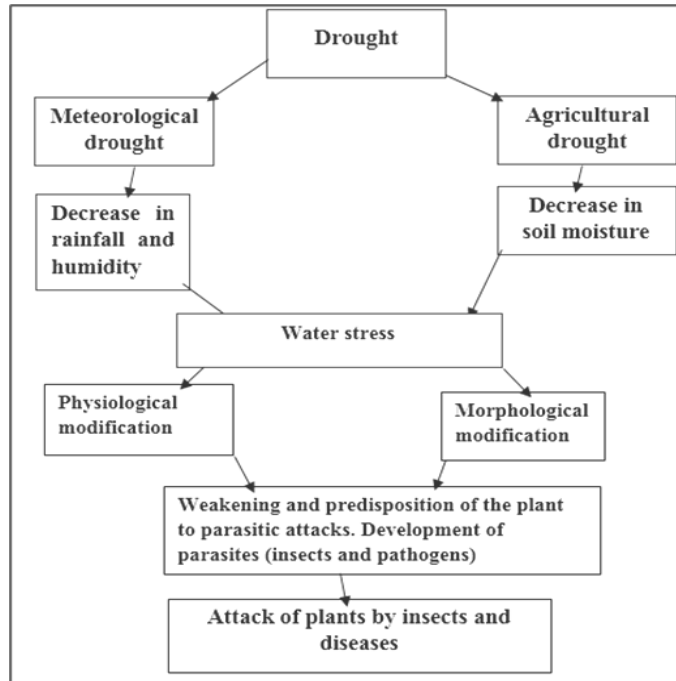 Drought
Meteorological
drought
Agricultural
drought
Decrease in
rainfall and
humidity
Decrease in
soil moisture
Water stress
Physiological
modification
Morphological
modification
Weakening and predisposition of the plant
to parasitic attacks. Development of
parasites (insects and pathogens)
Attack of plants by insects and
diseases